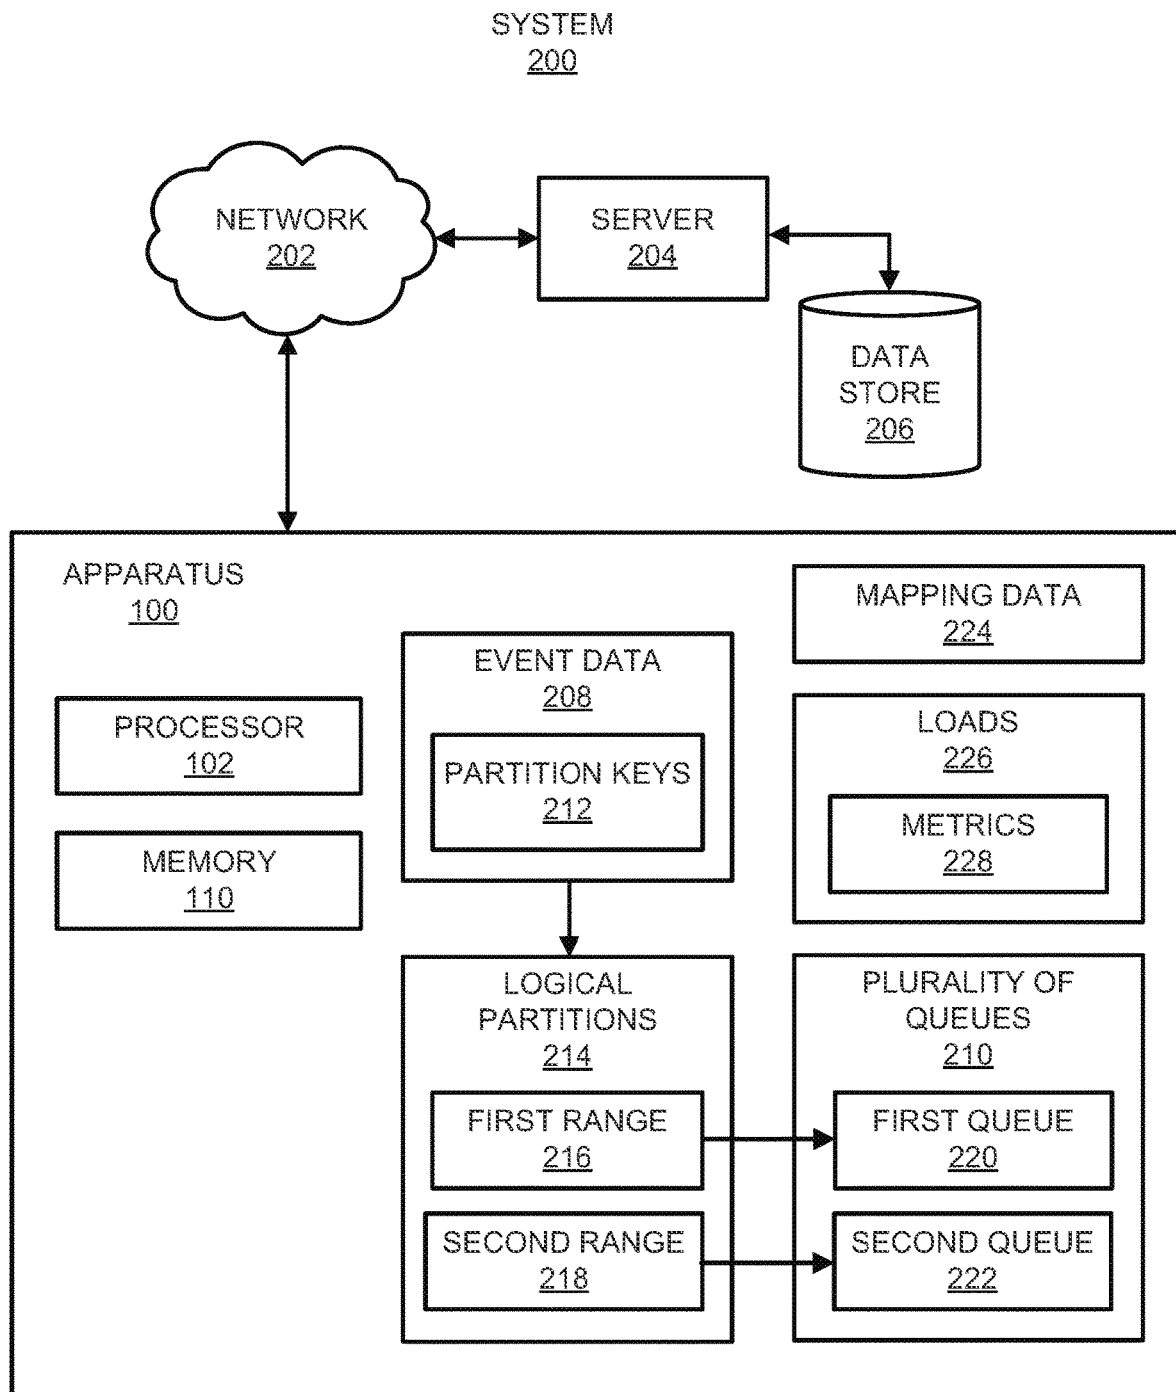 SYSTEM
200
NETWORK
202
SERVER
204
DATA
STORE
206
APPARATUS
100
PROCESSOR
102
MEMORY
110
EVENT DATA
208
PARTITION KEYS
212
LOGICAL
PARTITIONS
214
FIRST RANGE
216
SECOND RANGE
218
MAPPING DATA
224
LOADS
226
METRICS
228
PLURALITY OF
QUEUES
210
FIRST QUEUE
220
SECOND QUEUE
222